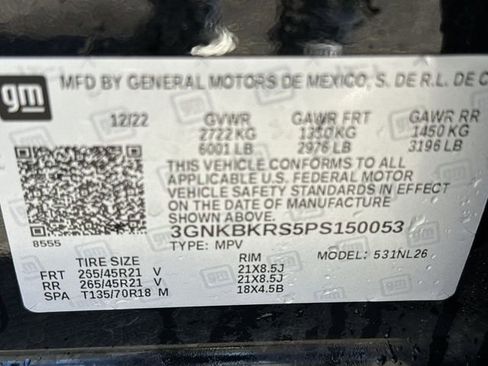 gm
MFD BY GENERAL MOTORS DE MEXICO, S. DE R.L. DE C
12/22 GVWR GAWR FRT GAWR RR
2722 KG 1350 KG 1450 KG
6001 LB 2976 LB 3196 LB
THIS VEHICLE CONFORMS TO ALL
APPLICABLE U.S. FEDERAL MOTOR
VEHICLE SAFETY STANDARDS IN EFFECT
ON THE DATE OF MANUFACTURE
SHOWN ABOVE.
8555 3GNKBKRS5PS150053
TYPE: MPV MODEL: 531NL26
TIRE SIZE RIM
FRT 265/45R21 V 21X8.5J
RR 265/45R21 V 21X8.5J
SPA T135/70R18 M 18X4.5B